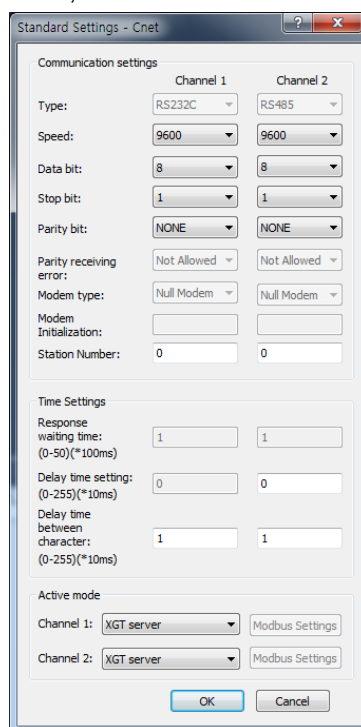 Standard Settings - Cnet
Communication settings
Channel 1 Channel 2
Type: RS232C RS485
Speed: 9600 9600
Data bit: 8 8
Stop bit: 1 1
Parity bit: NONE NONE
Parity receiving
error: Not Allowed Not Allowed
Modem type: Null Modem Null Modem
Modem
Initialization:
Station Number: 0 0
Time Settings
Response
waiting time: 1 1
(0-50)(*100ms)
Delay time setting: 0 0
(0-255)(*10ms)
Delay time
between
character: 1 1
(0-255)(*10ms)
Active mode
Channel 1: XGT server Modbus Settings
Channel 2: XGT server Modbus Settings
OK Cancel